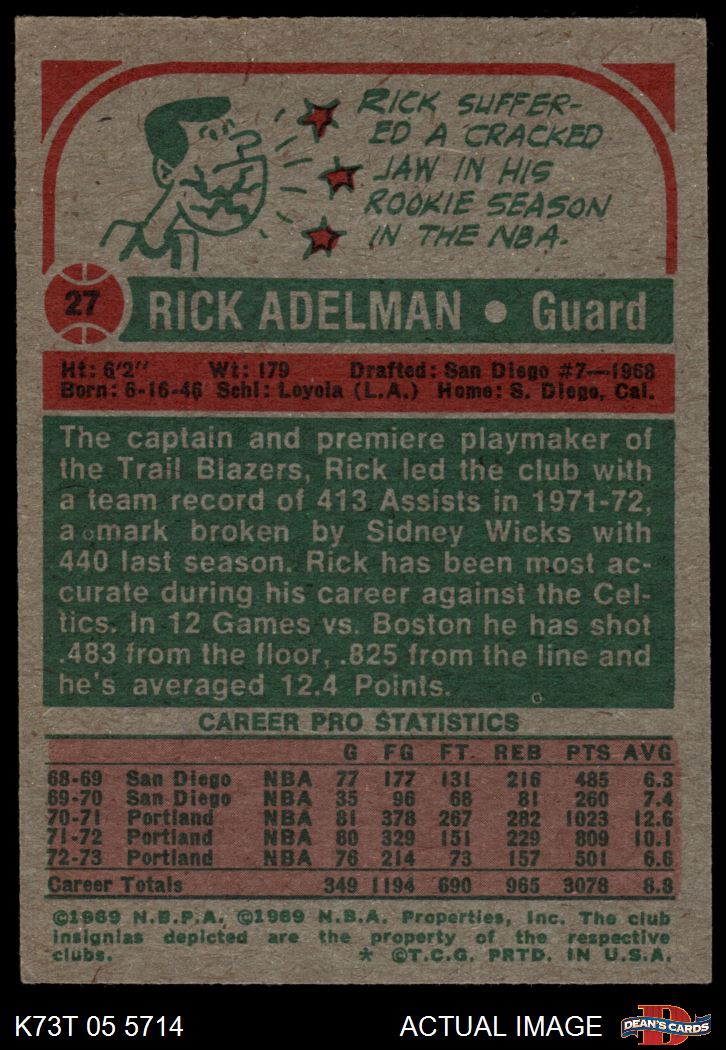 RICK SUFFER-
ED A CRACKED
JAW IN HIS
ROOKIE SEASON
IN THE NBA.
27 RICK ADELMAN • Guard
Ht: 6'2" Wt: 179 Drafted: San Diego #7—1968
Born: 6-16-46 Schl: Loyola (L.A.) Home: S. Diego, Cal.
The captain and premiere playmaker of
the Trail Blazers, Rick led the club with
a team record of 413 Assists in 1971-72,
a mark broken by Sidney Wicks with
440 last season. Rick has been most ac-
curate during his career against the Cel-
tics. In 12 Games vs. Boston he has shot
.483 from the floor, .825 from the line and
he's averaged 12.4 Points.
CAREER PRO STATISTICS
G FG FT REB PTS AVG
68-69 San Diego NBA 77 177 131 216 485 6.3
69-70 San Diego NBA 35 96 68 81 260 7.4
70-71 Portland NBA 81 378 267 282 1023 12.6
71-72 Portland NBA 80 329 151 229 809 10.1
72-73 Portland NBA 76 214 73 157 501 6.6
Career Totals 349 1194 690 965 3078 8.8
©1969 N.B.P.A. ©1969 N.B.A. Properties, Inc. The club
insignias depicted are the property of the respective
clubs. * ©T.C.G. PRTD. IN U.S.A.
K73T 05 5714 ACTUAL IMAGE D DEAN'S CARDS